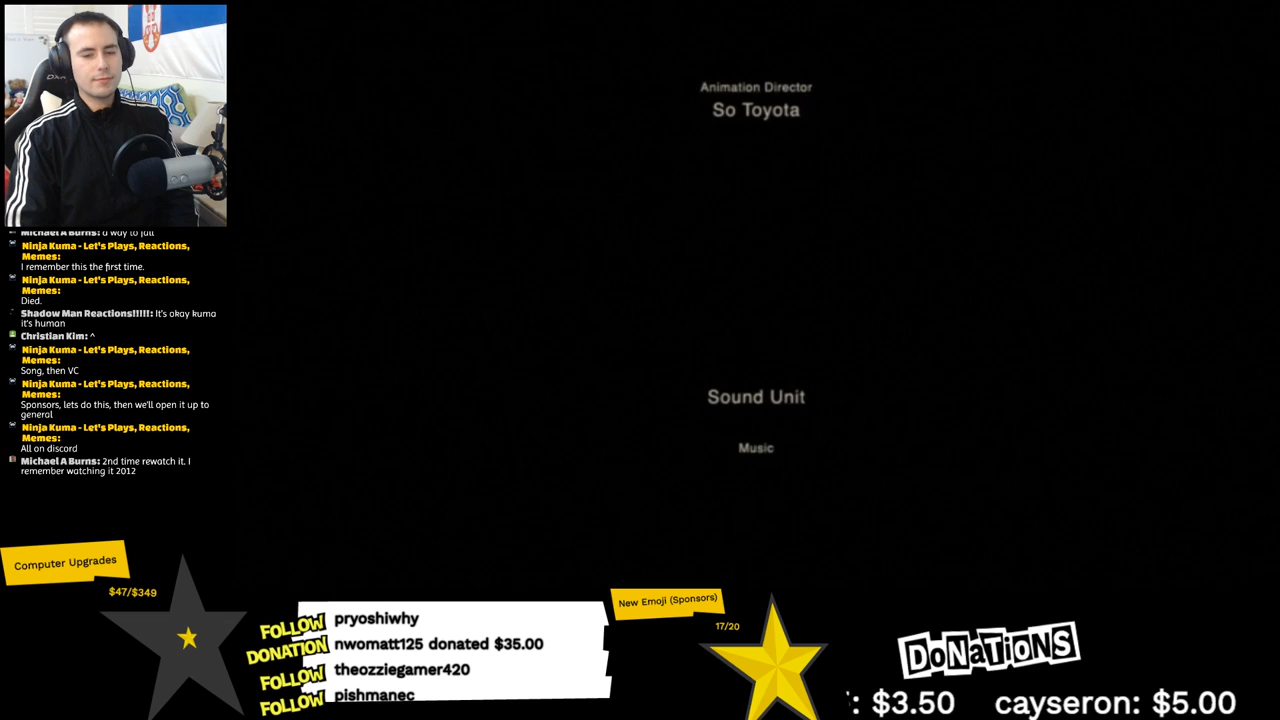 Animation Director
So Toyota
Sound Unit
Music
Michael A Burns: a way to fall
Ninja Kuma - Let's Plays, Reactions,
Memes:
I remember this the first time.
Ninja Kuma - Let's Plays, Reactions,
Memes:
Died.
Shadow Man Reactions!!!!!: It's okay kuma
it's human
Christian Kim: ^
Ninja Kuma - Let's Plays, Reactions,
Memes:
Song, then VC
Ninja Kuma - Let's Plays, Reactions,
Memes:
Sponsors, lets do this, then we'll open it up to
general
Ninja Kuma - Let's Plays, Reactions,
Memes:
All on discord
Michael A Burns: 2nd time rewatch it. I
remember watching it 2012
Computer Upgrades
$47/$349
FOLLOW pryoshiwhy
DONATION nwomatt125 donated $35.00
FOLLOW theozziegamer420
FOLLOW pishmanec
New Emoji (Sponsors)
17/20
DONATIONS
: $3.50 cayseron: $5.00